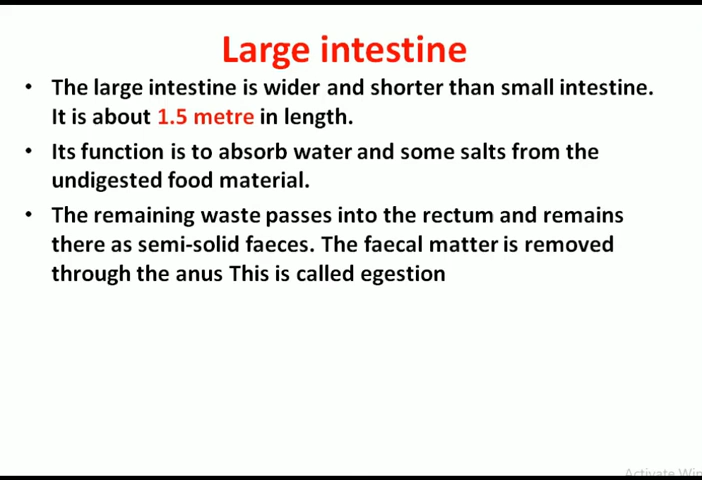 Large intestine
• The large intestine is wider and shorter than small intestine.
It is about 1.5 metre in length.
• Its function is to absorb water and some salts from the
undigested food material.
• The remaining waste passes into the rectum and remains
there as semi-solid faeces. The faecal matter is removed
through the anus This is called egestion
Activate Win